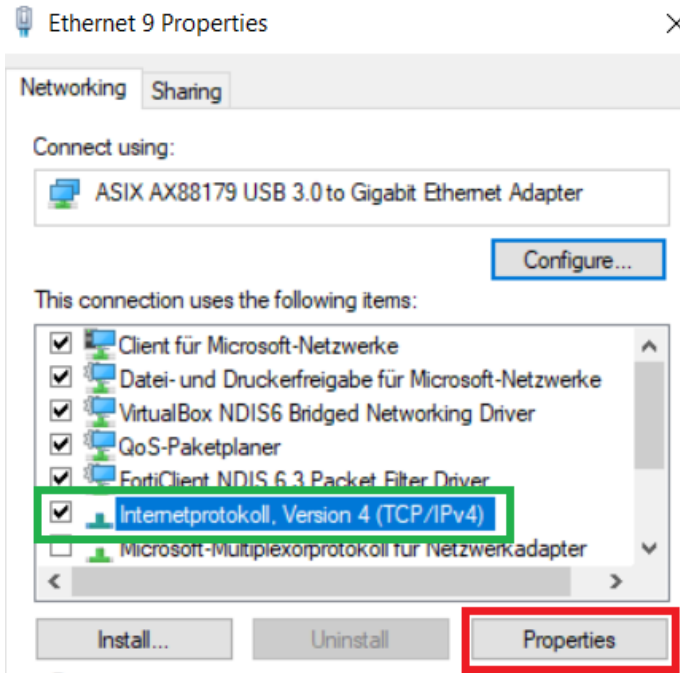 Ethernet 9 Properties
Networking
Sharing
Connect using:
ASIX AX88179 USB 3.0 to Gigabit Ethernet Adapter
Configure...
This connection uses the following items:
Client für Microsoft-Netzwerke
Datei- und Druckerfreigabe für Microsoft-Netzwerke
VirtualBox NDIS6 Bridged Networking Driver
QoS-Paketplaner
FortiClient NDIS 6.3 Packet Filter Driver
Internetprotokoll, Version 4 (TCP/IPv4)
Microsoft-Multiplexorprotokoll für Netzwerkadapter
Install...
Uninstall
Properties